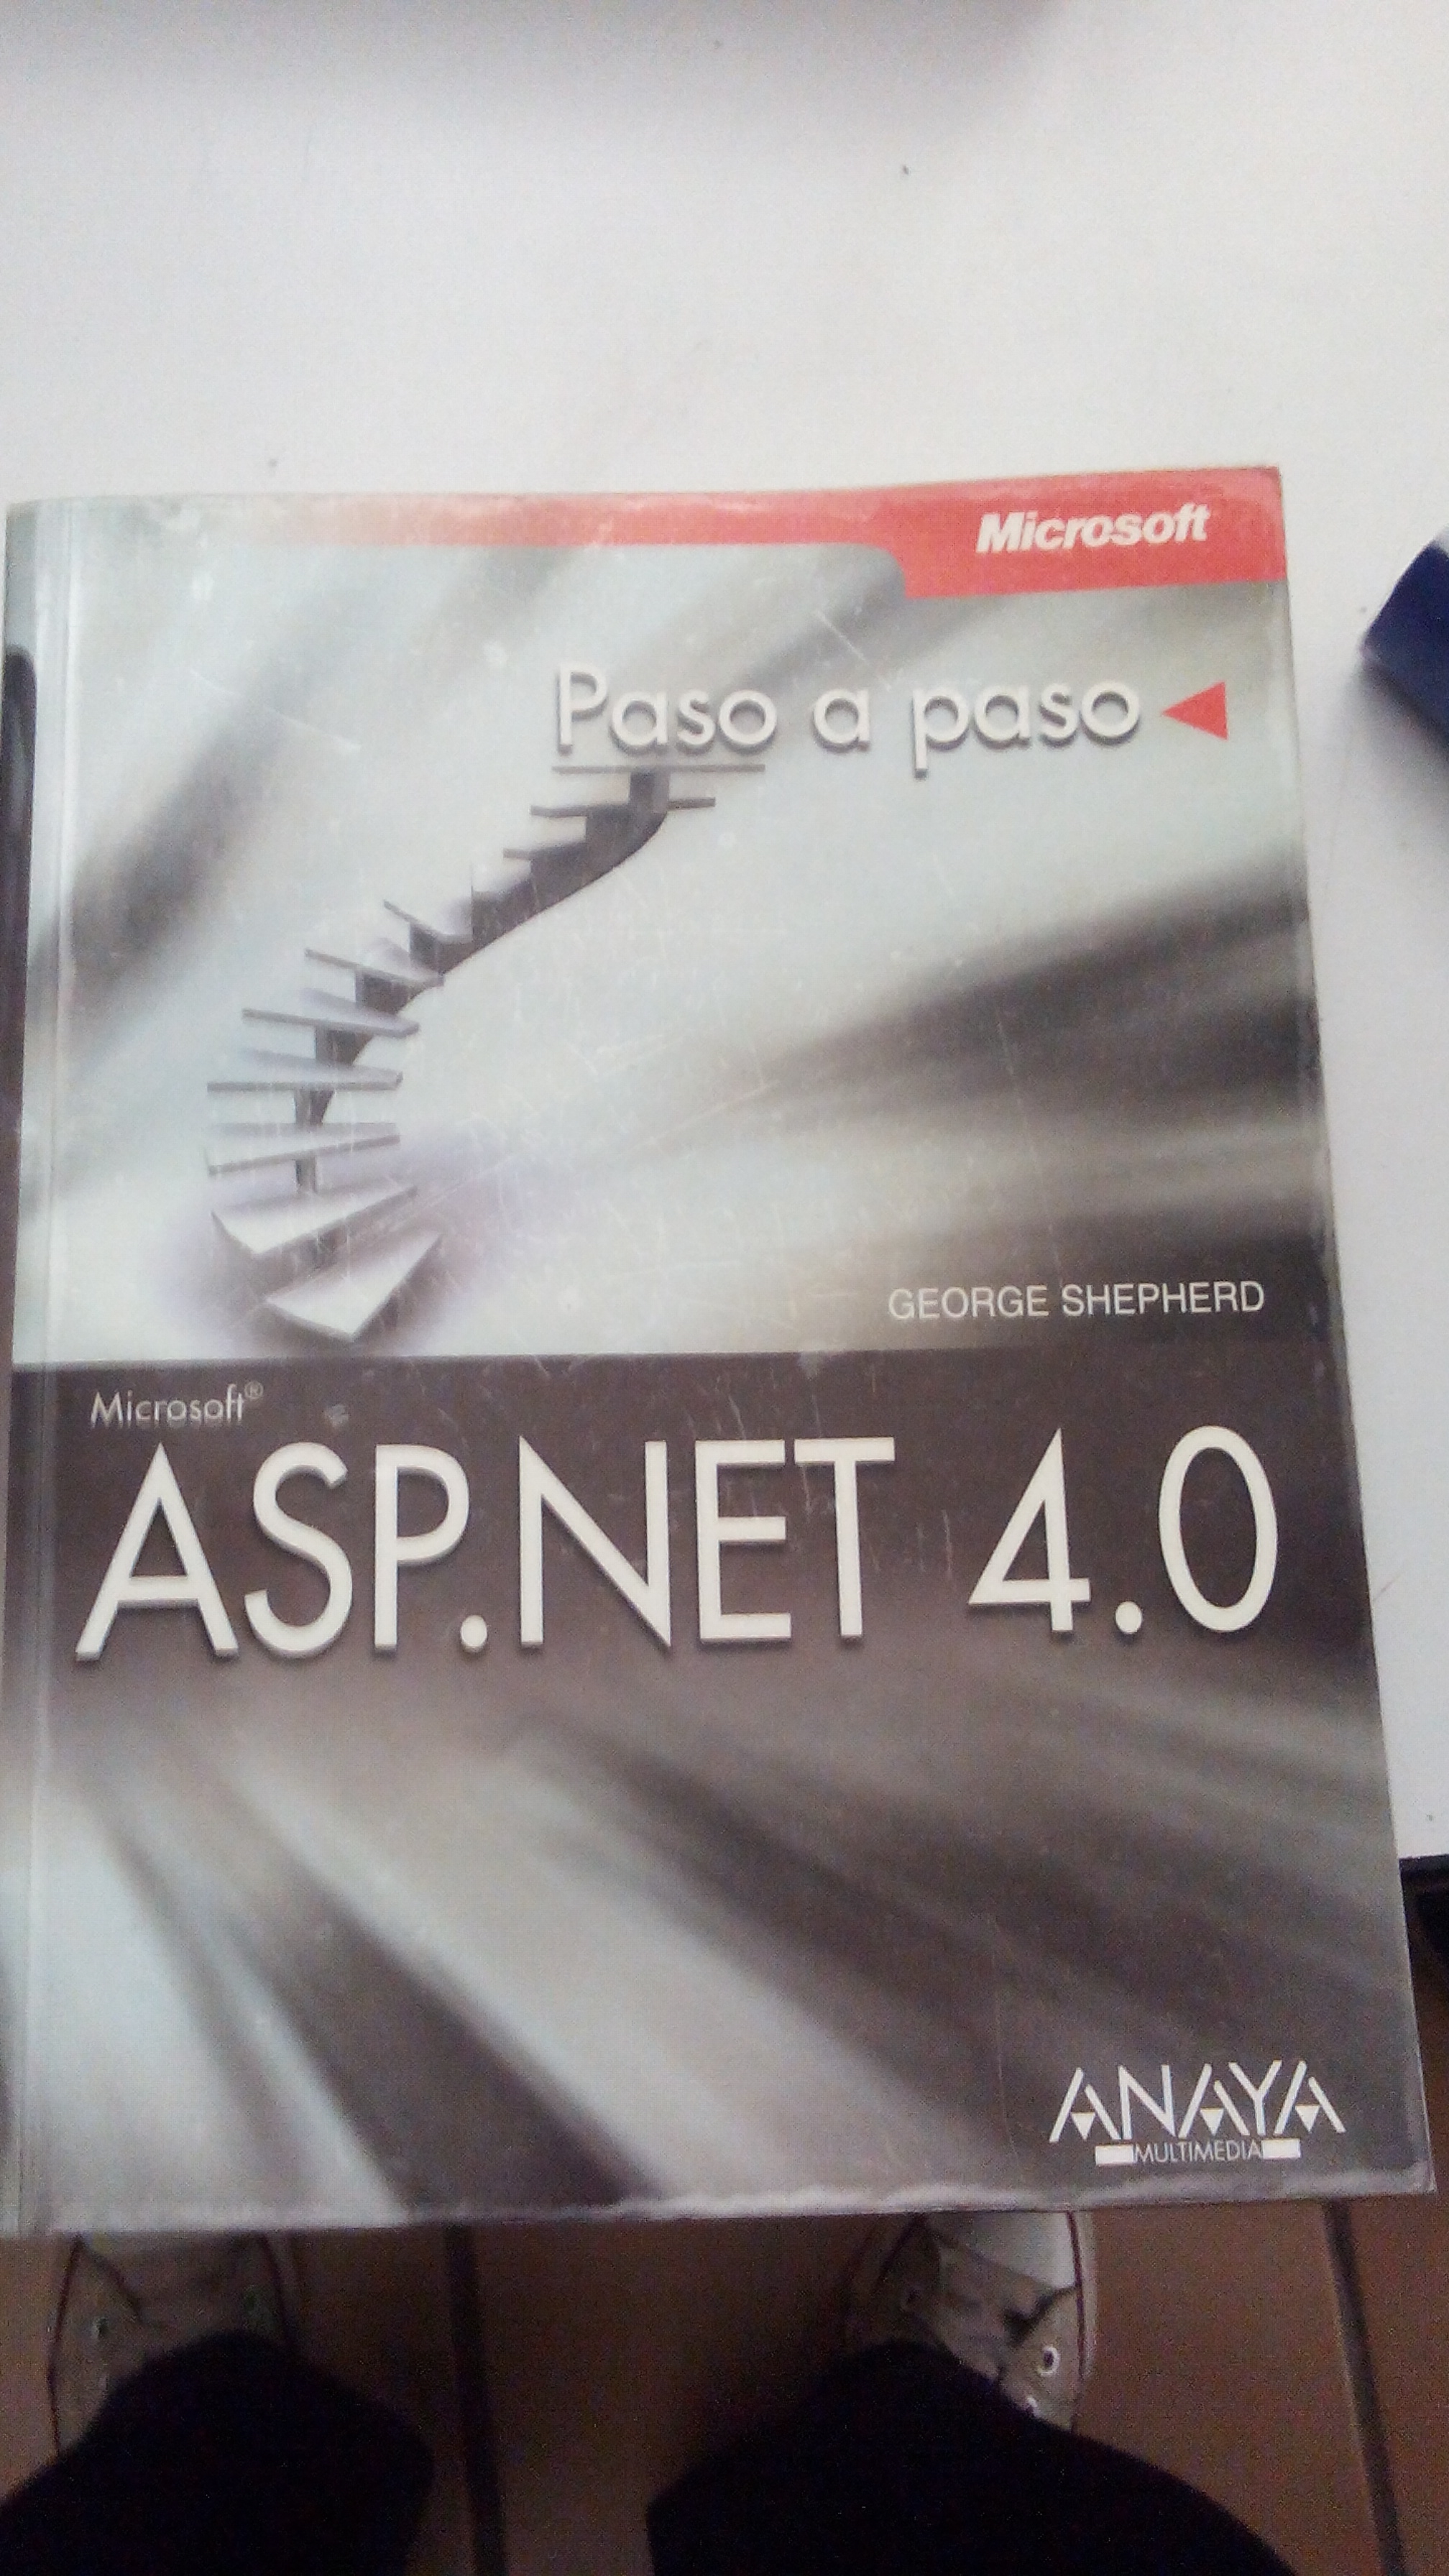 Microsoft
Paso a paso
GEORGE SHEPHERD
Microsoft®
ASP.NET 4.0
ANAYA
MULTIMEDIA